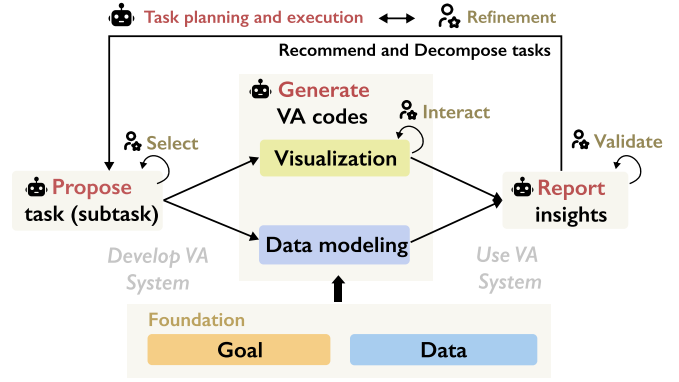 Task planning and execution Refinement
Recommend and Decompose tasks
Generate
VA codes
Interact
Select
Visualization
Validate
Propose
task (subtask)
Report
insights
Data modeling
Develop VA
System
Use VA
System
Foundation
Goal
Data